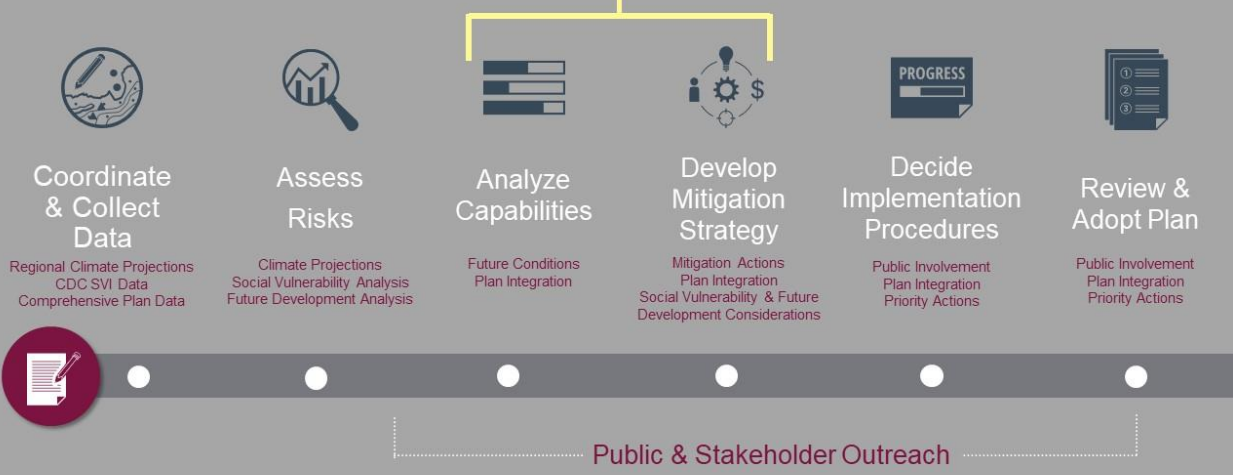 Coordinate
& Collect
Data
Regional Climate Projections
CDC SVI Data
Comprehensive Plan Data
Assess
Risks
Climate Projections
Social Vulnerability Analysis
Future Development Analysis
Analyze
Capabilities
Future Conditions
Plan Integration
$
Develop
Mitigation
Strategy
Mitigation Actions
Plan Integration
Social Vulnerability & Future
Development Considerations
PROGRESS
Decide
Implementation
Procedures
Public Involvement
Plan Integration
Priority Actions
1
2
3
Review &
Adopt Plan
Public Involvement
Plan Integration
Priority Actions
Public & Stakeholder Outreach